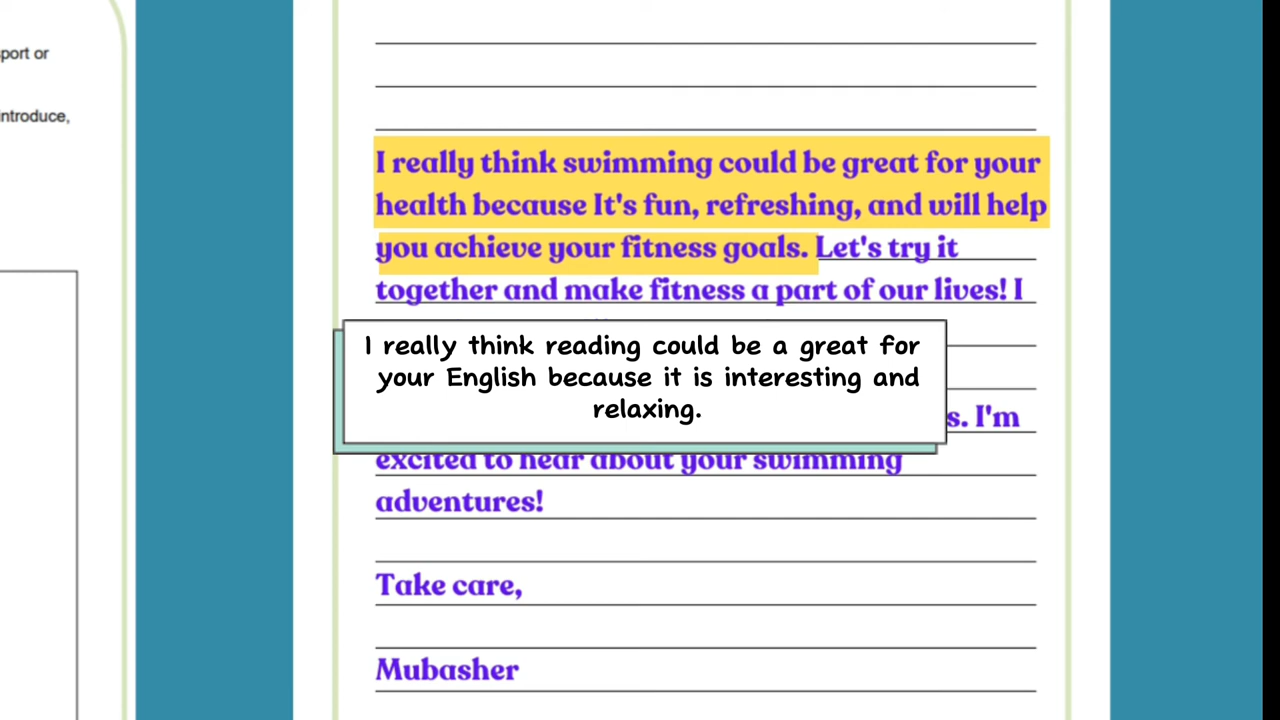 port or
introduce,
I really think swimming could be great for your
health because It's fun, refreshing, and will help
you achieve your fitness goals. Let's try it
together and make fitness a part of our lives! I
I really think reading could be a great for
your English because it is interesting and
relaxing.
s. I'm
excited to hear about your swimming
adventures!
Take care,
Mubasher